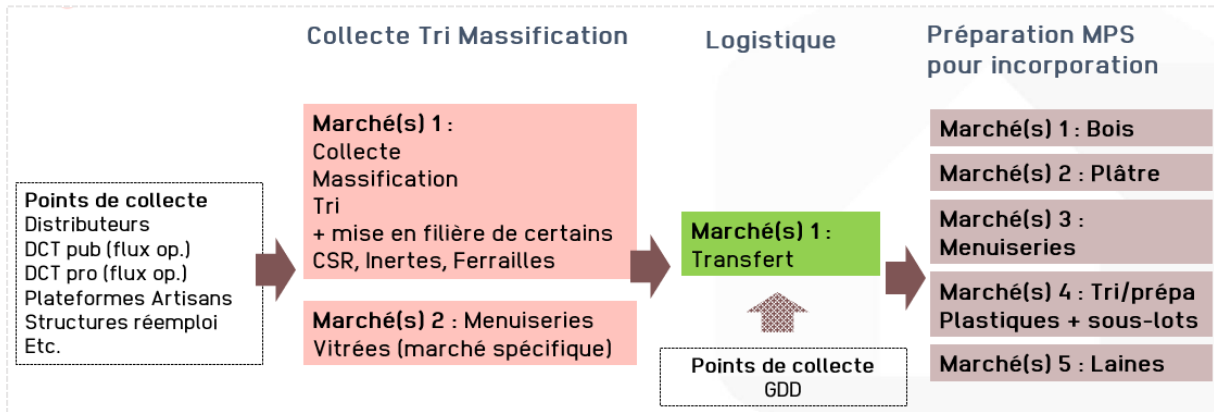 Collecte Tri Massification
Logistique
Préparation MPS
pour incorporation
Points de collecte
Distributeurs
DCT pub (flux op.)
DCT pro (flux op.)
Plateformes Artisans
Structures réemploi
Etc.
Marché(s) 1 :
Collecte
Massification
Tri
+ mise en filière de certains
CSR, Inertes, Ferrailles
Marché(s) 2 : Menuiseries
Vitrées (marché spécifique)
Marché(s) 1 :
Transfert
Points de collecte
GDD
Marché(s) 1 : Bois
Marché(s) 2 : Plâtre
Marché(s) 3 :
Menuiseries
Marché(s) 4 : Tri/prépa
Plastiques + sous-lots
Marché(s) 5 : Laines